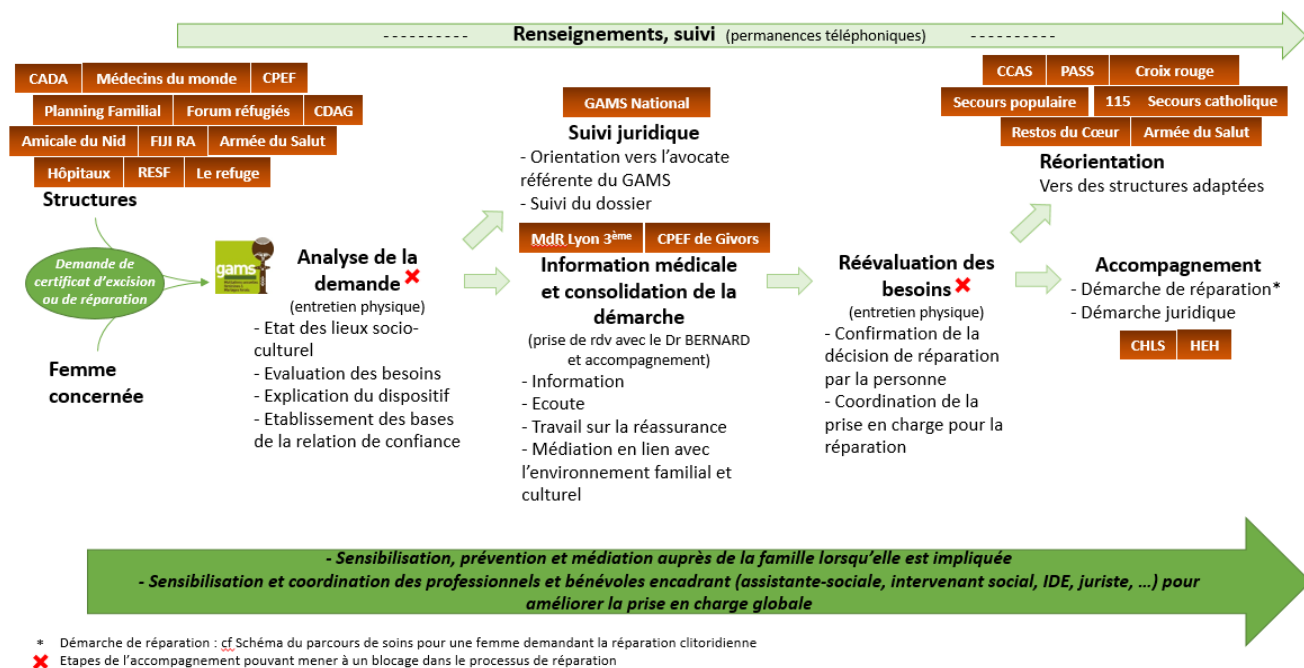 - - - - - - - - - - Renseignements, suivi (permanences téléphoniques) - - - - - - - - - -
CADA Médecins du monde CPEF
Planning Familial Forum réfugiés CDAG
Amicale du Nid FIJI RA Armée du Salut
Hôpitaux RESF Le refuge
Structures
Demande de
certificat d'excision
ou de réparation
Femme
concernée
gams
Analyse de la
demande
(entretien physique)
- Etat des lieux socio-
culturel
- Evaluation des besoins
- Explication du dispositif
- Etablissement des bases
de la relation de confiance
GAMS National
Suivi juridique
- Orientation vers l'avocate
référente du GAMS
- Suivi du dossier
MdR Lyon 3ème CPEF de Givors
Information médicale
et consolidation de la
démarche
(prise de rdv avec le Dr BERNARD
et accompagnement)
- Information
- Ecoute
- Travail sur la réassurance
- Médiation en lien avec
l'environnement familial et
culturel
Réévaluation des
besoins
(entretien physique)
- Confirmation de la
décision de réparation
par la personne
- Coordination de la
prise en charge pour la
réparation
CCAS PASS Croix rouge
Secours populaire 115 Secours catholique
Restos du Cœur Armée du Salut
Réorientation
Vers des structures adaptées
Accompagnement
- Démarche de réparation*
- Démarche juridique
CHLS HEH
- Sensibilisation, prévention et médiation auprès de la famille lorsqu'elle est impliquée
- Sensibilisation et coordination des professionnels et bénévoles encadrant (assistante-sociale, intervenant social, IDE, juriste, ...) pour
améliorer la prise en charge globale
* Démarche de réparation : cf Schéma du parcours de soins pour une femme demandant la réparation clitoridienne
Etapes de l'accompagnement pouvant mener à un blocage dans le processus de réparation